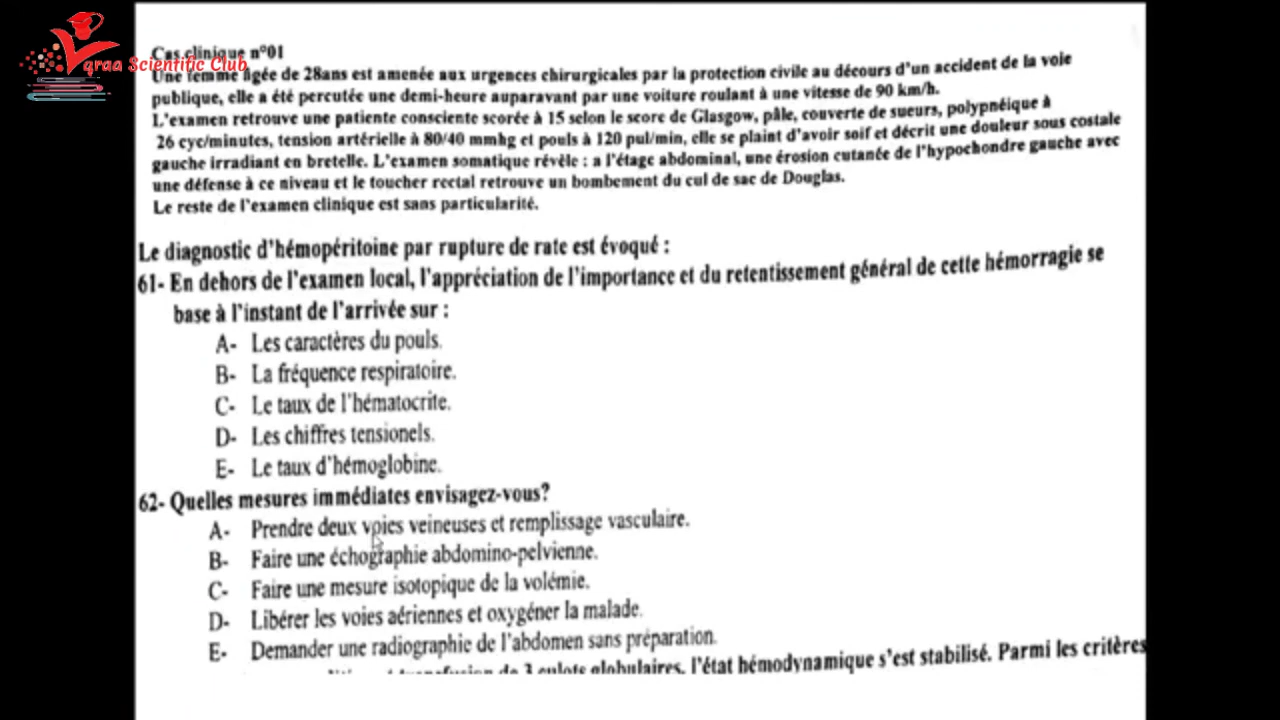 Iqraa Scientific Club
Cas clinique n°01
Une femme âgée de 28ans est amenée aux urgences chirurgicales par la protection civile au décours d'un accident de la voie
publique, elle a été percutée une demi-heure auparavant par une voiture roulant à une vitesse de 90 km/h.
L'examen retrouve une patiente consciente scorée à 15 selon le score de Glasgow, pâle, couverte de sueurs, polypnéique à
26 cyc/minutes, tension artérielle à 80/40 mmhg et pouls à 120 pul/min, elle se plaint d'avoir soif et décrit une douleur sous costale
gauche irradiant en bretelle. L'examen somatique révèle : a l'étage abdominal, une érosion cutanée de l'hypochondre gauche avec
une défense à ce niveau et le toucher rectal retrouve un bombement du cul de sac de Douglas.
Le reste de l'examen clinique est sans particularité.
Le diagnostic d'hémopéritoine par rupture de rate est évoqué :
61- En dehors de l'examen local, l'appréciation de l'importance et du retentissement général de cette hémorragie se
base à l'instant de l'arrivée sur :
A- Les caractères du pouls.
B- La fréquence respiratoire.
C- Le taux de l'hématocrite.
D- Les chiffres tensionels.
E- Le taux d'hémoglobine.
62- Quelles mesures immédiates envisagez-vous?
A- Prendre deux voies veineuses et remplissage vasculaire.
B- Faire une échographie abdomino-pelvienne.
C- Faire une mesure isotopique de la volémie.
D- Libérer les voies aériennes et oxygéner la malade.
E- Demander une radiographie de l'abdomen sans préparation.
de 3 culots globulaires, l'état hémodynamique s'est stabilisé. Parmi les critères